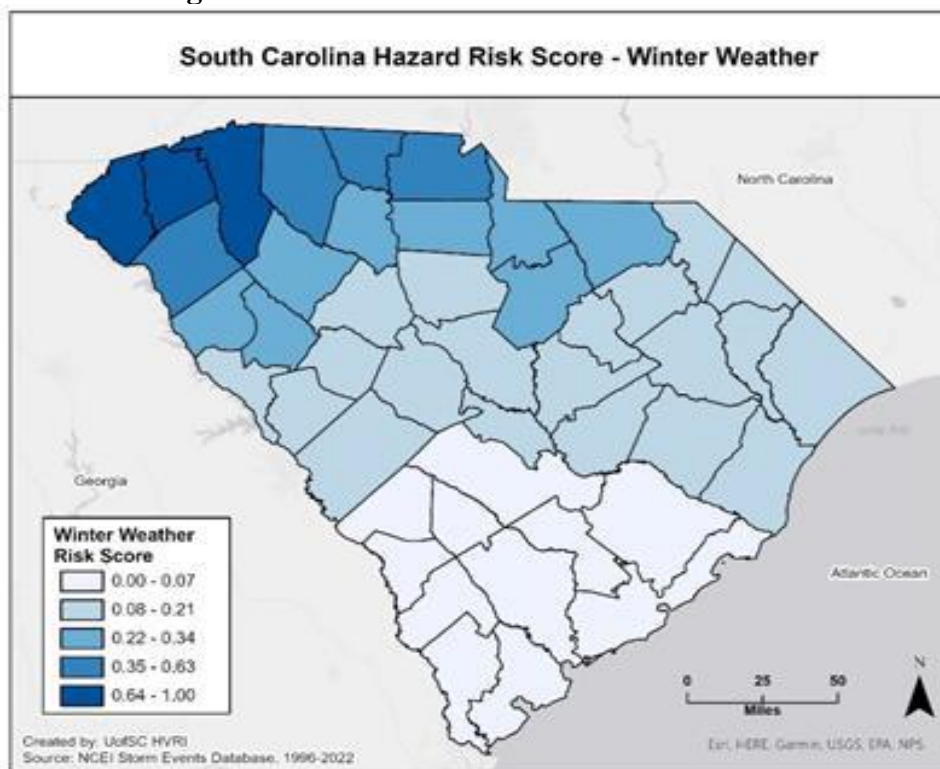 South Carolina Hazard Risk Score - Winter Weather
North Carolina
Georgia
Winter Weather
Risk Score
0.00 - 0.07
0.08 - 0.21
0.22 - 0.34
0.35 - 0.63
0.64 - 1.00
Atlantic Ocean
N
0 25 50
Miles
Created by: UofSC HVRI
Source: NCEI Storm Events Database, 1996-2022
Esri, HERE, Garmin, USGS, EPA, NPS